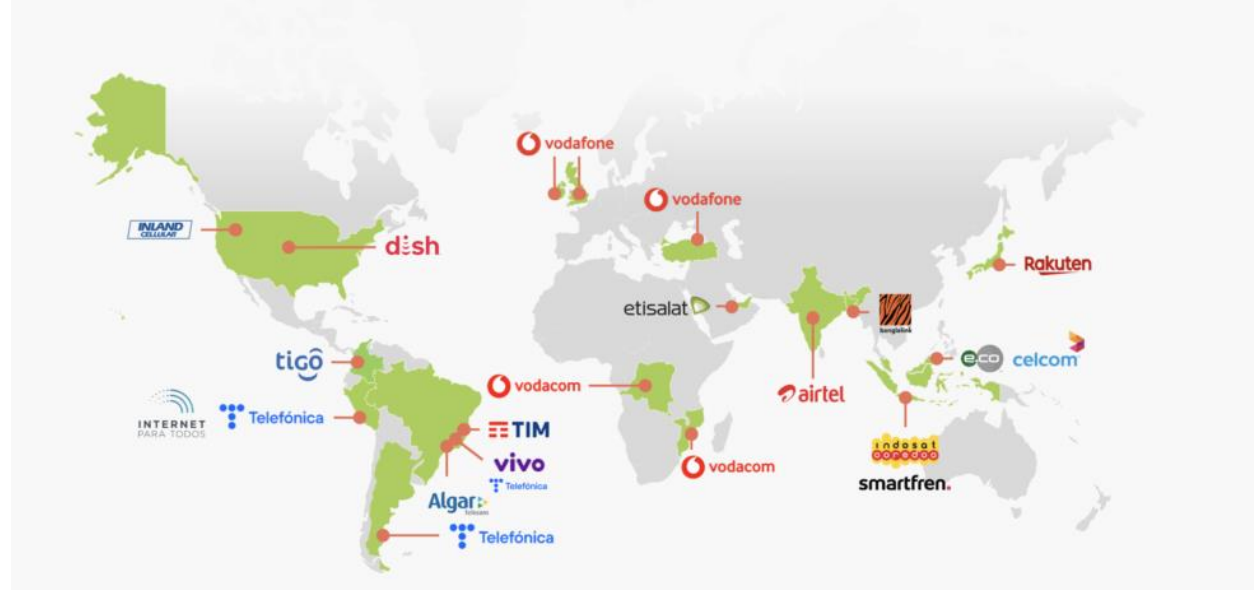 vodafone
vodafone
INLAND
CELLULAR
dish
Rakuten
etisalat
banglalink
e.co
celcom
tigo
vodacom
airtel
INTERNET
PARA TODOS
Telefónica
TIM
vivo
Telefónica
vodacom
indosat
ooredoo
smartfren.
Algar
telecom
Telefónica